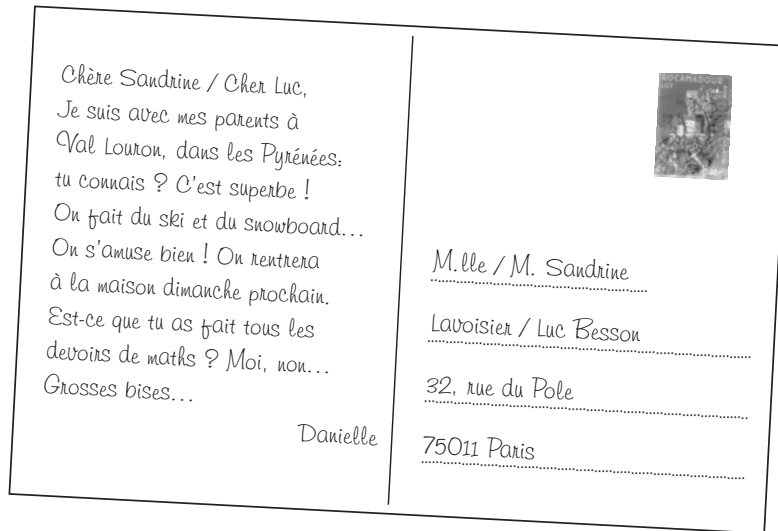 Chère Sandrine / Cher Luc,
Je suis avec mes parents à
Val Louron, dans les Pyrénées:
tu connais ? C'est superbe !
On fait du ski et du snowboard...
On s'amuse bien ! On rentrera
à la maison dimanche prochain.
Est-ce que tu as fait tous les
devoirs de maths ? Moi, non...
Grosses bises...
Danielle
ROCAMADOUR
LOT
M.lle / M. Sandrine
Lavoisier / Luc Besson
32, rue du Pole
75011 Paris